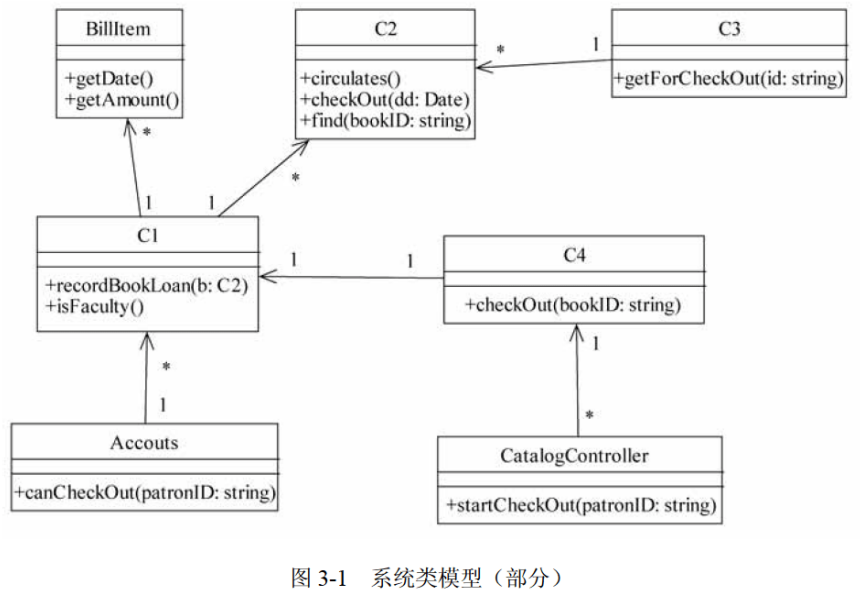 BillItem
+getDate()
+getAmount()
C2
+circulates()
+checkOut(dd: Date)
+find(bookID: string)
C3
+getForCheckOut(id: string)
*
1
*
1
1
*
C1
+recordBookLoan(b: C2)
+isFaculty()
1
1
C4
+checkOut(bookID: string)
*
1
1
*
Accouts
+canCheckOut(patronID: string)
CatalogController
+startCheckOut(patronID: string)
图 3-1 系统类模型（部分）